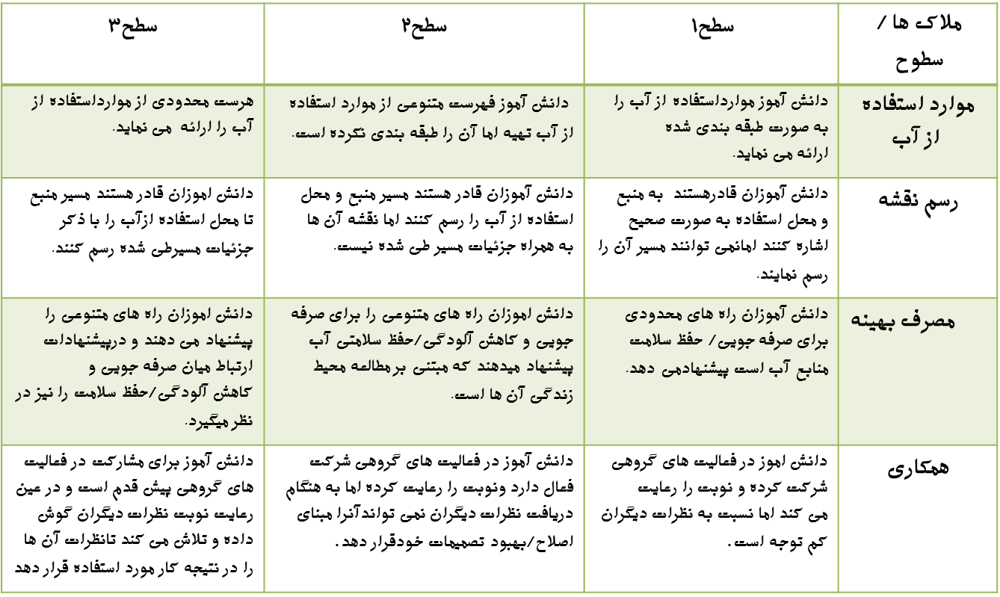 ملاک ها /
سطوح
سطح۱
سطح۲
سطح۳
موارد استفاده
از آب
دانش آموز موارداستفاده از آب را
به صورت طبقه بندی شده
ارائه می نماید.
دانش آموز فهرست متنوعی از موارد استفاده
از آب تهیه اما آن را طبقه بندی نکرده است.
هرست محدودی از مواردااستفاده از
آب را ارائه می نماید.
رسم نقشه
دانش آموزان قادرهستند به منبع
و محل استفاده به صورت صحیح
اشاره کنند امانمی توانند مسیر آن را
رسم نمایند.
دانش آموزان قادر هستند مسیر منبع و محل
استفاده از آب را رسم کنند اما نقشه آن ها
به همراه جزئیات مسیر طی شده نیست.
دانش اموزان قادر هستند مسیر منبع
تا محل استفاده ازآب را با ذکر
جزئیات مسیرطی شده رسم کنند.
مصرف بهینه
دانش آموزان راه های محدودی
برای صرفه جویی/ حفظ سلامت
منابع آب است پیشنهادمی دهد.
دانش اموزان راه های متنوعی را برای صرفه
جویی و کاهش آلودگی/حفظ سلامتی آب
پیشنهاد میدهند که مبتنی برمطالعه محیط
زندگی آن ها است.
دانش اموزان راه های متنوعی را
پیشنهاد می دهند و درپیشنهادات
ارتباط میان صرفه جویی و
کاهش آلودگی/حفظ سلامت را نیز در
نظر میگیرد.
همکاری
دانش اموز در فعالیت های گروهی
شرکت کرده و نوبت را رعایت
می کند اما نسبت به نظرات دیگران
کم توجه است .
دانش آموز در فعالیت های گروهی شرکت
فعال دارد ونوبت را رعایت کرده اما به هنگام
دریافت نظرات دیگران نمی تواندآنرا مبنای
اصلاح/بهبود تصمیمات خودقرار دهد .
دانش آموز برای مشارکت در فعالیت
های گروهی پیش قدم است و در عین
رعایت نوبت نظرات دیگران گوش
داده و تلاش می کند تانظرات آن ها
را در نتیجه کار مورد استفاده قرار دهد